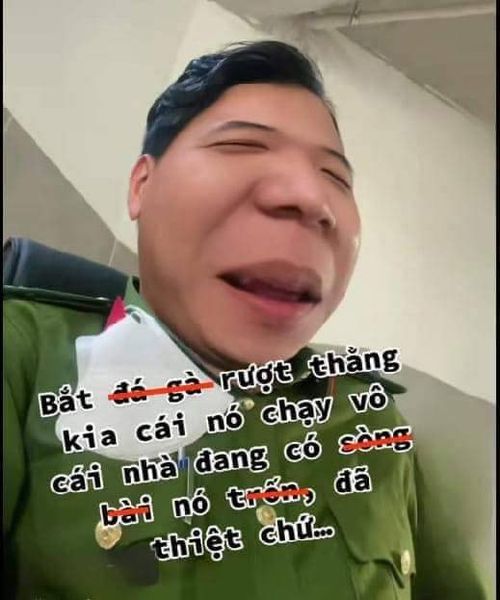 Bắt đá gà rượt thằng
kia cái nó chạy vô
cái nhà đang có sòng
bài nó trốn, đã
thiệt chứ...